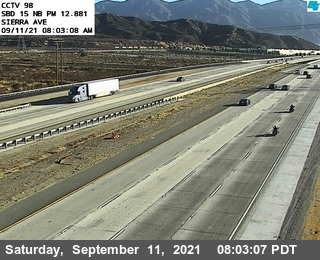 CCTV 98
SBD 15 NB PM 12.881
SIERRA AVE
09/11/21 08:03:08 AM
Saturday, September 11, 2021 08:03:07 PDT